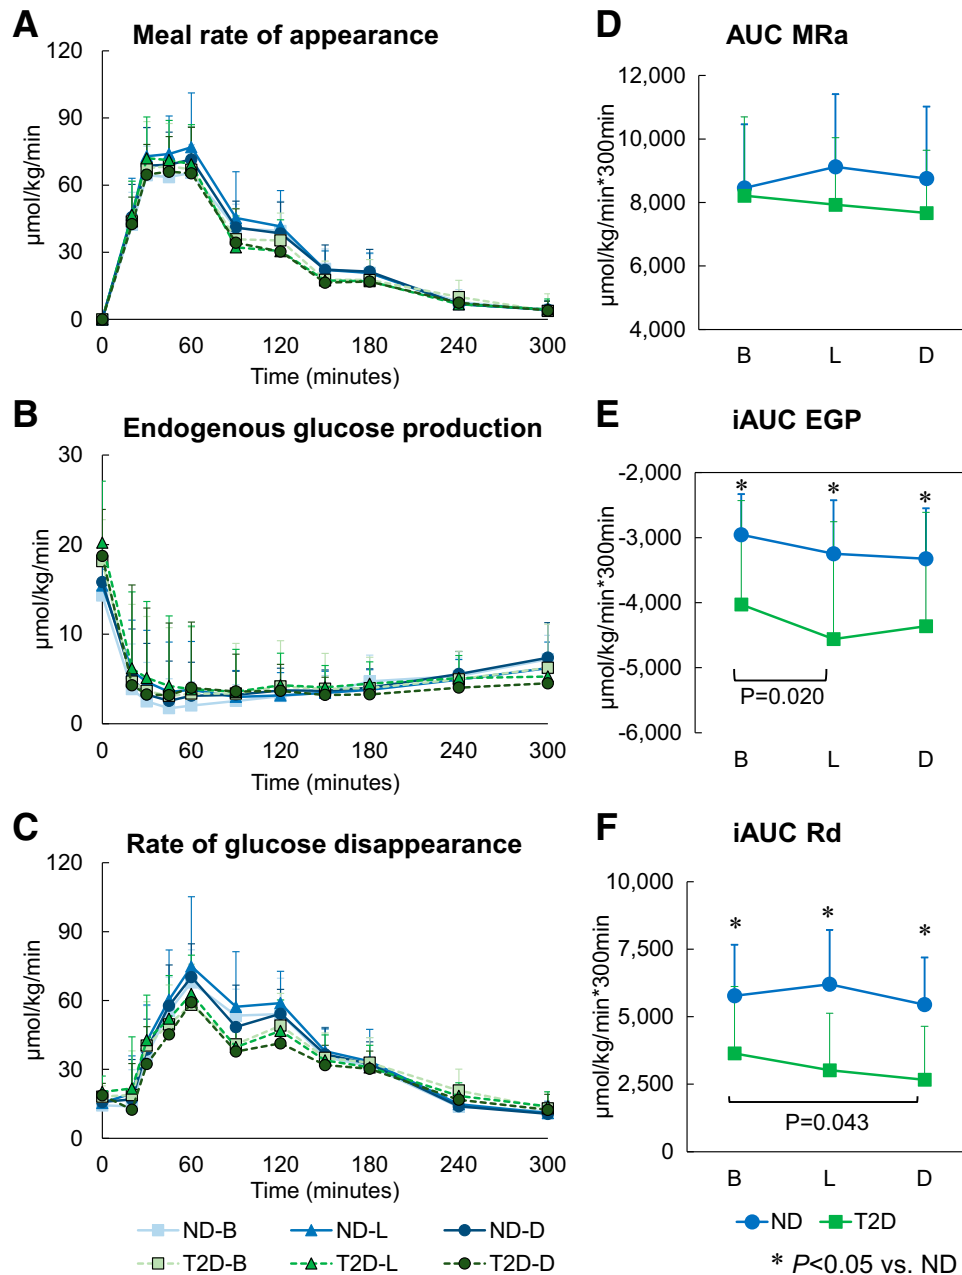 A
Meal rate of appearance
120
90
60
30
0
µmol/kg/min
0 60 120 180 240 300
Time (minutes)
D
AUC MRa
12,000
10,000
8,000
6,000
4,000
µmol/kg/min*300min
B L D
B
Endogenous glucose production
30
20
10
0
µmol/kg/min
0 60 120 180 240 300
Time (minutes)
E
iAUC EGP
-2,000
-3,000
-4,000
-5,000
-6,000
µmol/kg/min*300min
* * *
P=0.020
B L D
C
Rate of glucose disappearance
120
90
60
30
0
µmol/kg/min
0 60 120 180 240 300
Time (minutes)
ND-B ND-L ND-D
T2D-B T2D-L T2D-D
F
iAUC Rd
10,000
7,500
5,000
2,500
0
µmol/kg/min*300min
* * *
P=0.043
B L D
ND T2D
* P<0.05 vs. ND